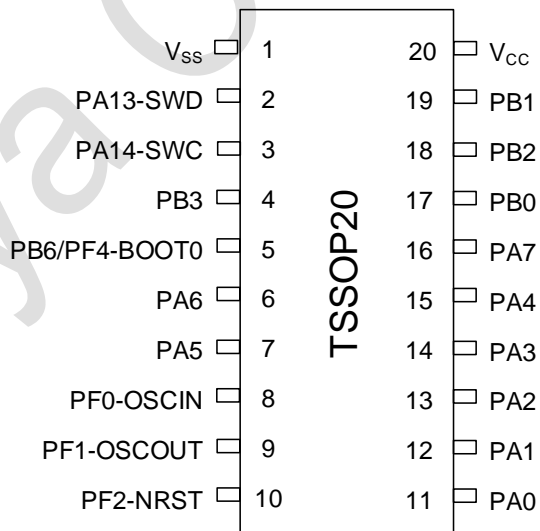 V_SS 1 20 V_CC
PA13-SWD 2 19 PB1
PA14-SWC 3 18 PB2
PB3 4 17 PB0
PB6/PF4-BOOT0 5 16 PA7
PA6 6 15 PA4
PA5 7 14 PA3
PF0-OSCIN 8 13 PA2
PF1-OSCOUT 9 12 PA1
PF2-NRST 10 11 PA0
TSSOP20